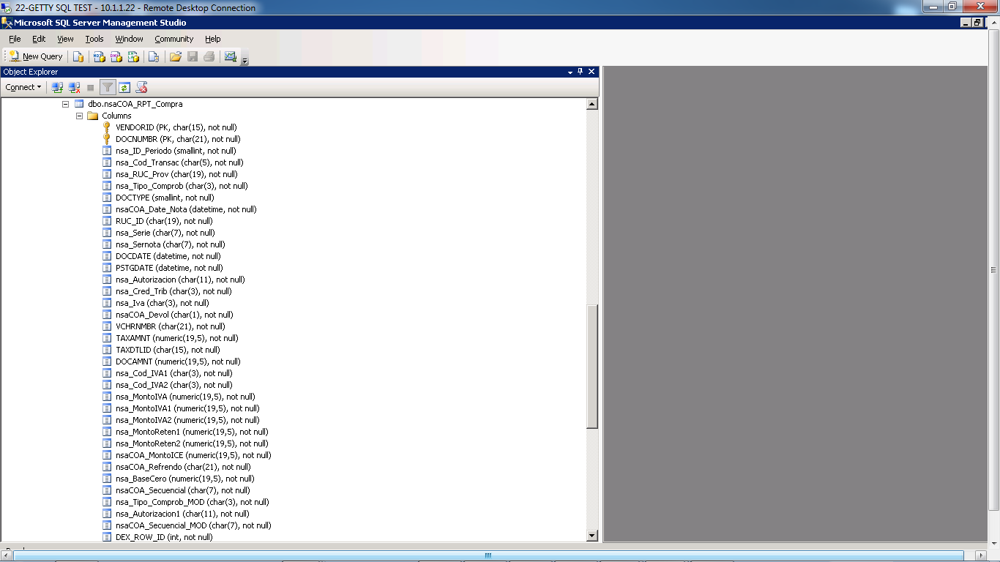 22-GETTY SQL TEST - 10.1.1.22 - Remote Desktop Connection
Microsoft SQL Server Management Studio
File Edit View Tools Window Community Help
New Query
Object Explorer
Connect
dbo.nsaCOA_RPT_Compra
Columns
VENDORID (PK, char(15), not null)
DOCNUMBR (PK, char(21), not null)
nsa_ID_Periodo (smallint, not null)
nsa_Cod_Transac (char(5), not null)
nsa_RUC_Prov (char(19), not null)
nsa_Tipo_Comprob (char(3), not null)
DOCTYPE (smallint, not null)
nsaCOA_Date_Nota (datetime, not null)
RUC_ID (char(19), not null)
nsa_Serie (char(7), not null)
nsa_Sernota (char(7), not null)
DOCDATE (datetime, not null)
PSTGDATE (datetime, not null)
nsa_Autorizacion (char(11), not null)
nsa_Cred_Trib (char(3), not null)
nsa_Iva (char(3), not null)
nsaCOA_Devol (char(1), not null)
VCHRNMBR (char(21), not null)
TAXAMNT (numeric(19,5), not null)
TAXDTLID (char(15), not null)
DOCAMNT (numeric(19,5), not null)
nsa_Cod_IVA1 (char(3), not null)
nsa_Cod_IVA2 (char(3), not null)
nsa_MontoIVA (numeric(19,5), not null)
nsa_MontoIVA1 (numeric(19,5), not null)
nsa_MontoIVA2 (numeric(19,5), not null)
nsa_MontoReten1 (numeric(19,5), not null)
nsa_MontoReten2 (numeric(19,5), not null)
nsaCOA_MontoICE (numeric(19,5), not null)
nsaCOA_Refrendo (char(21), not null)
nsa_BaseCero (numeric(19,5), not null)
nsaCOA_Secuencial (char(7), not null)
nsa_Tipo_Comprob_MOD (char(3), not null)
nsa_Autorizacion1 (char(11), not null)
nsaCOA_Secuencial_MOD (char(7), not null)
DEX_ROW_ID (int, not null)